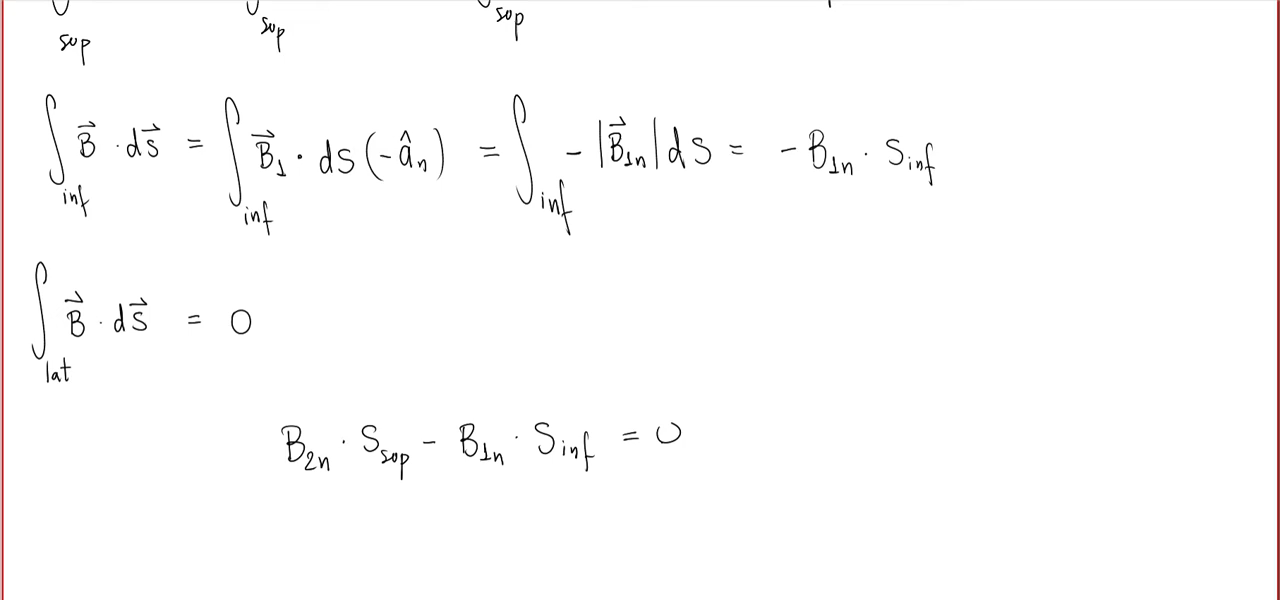 sup sup sup
∫_inf B⃗ · ds⃗ = ∫_inf B⃗₁ · ds (-âₙ) = ∫_inf - |B⃗₁ₙ| ds = - B₁ₙ · S_inf
∫_lat B⃗ · ds⃗ = 0
B₂ₙ · S_sup - B₁ₙ · S_inf = 0